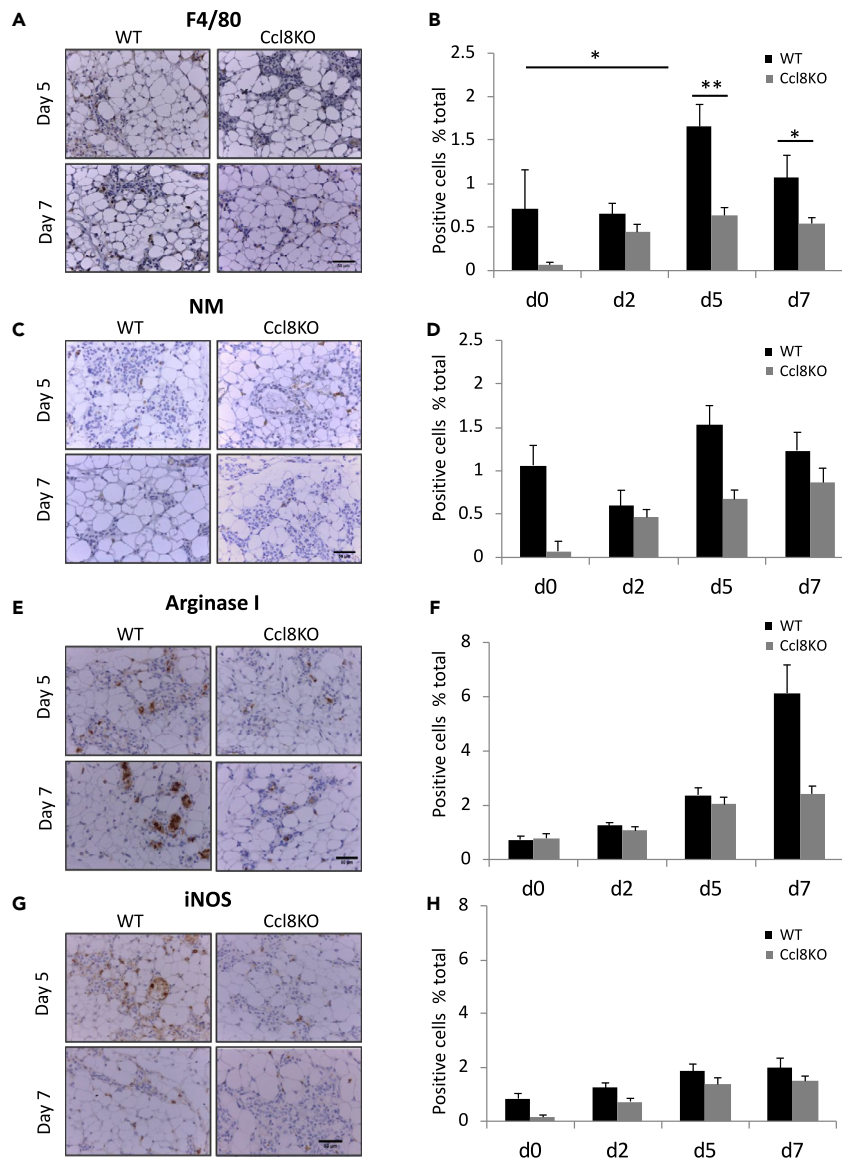 A
F4/80
WT
Ccl8KO
Day 5
Day 7
50 µm
B
Positive cells % total
2.5
2
1.5
1
0.5
0
*
**
*
WT
Ccl8KO
d0
d2
d5
d7
C
NM
WT
Ccl8KO
Day 5
Day 7
D
Positive cells % total
2.5
2
1.5
1
0.5
0
WT
Ccl8KO
d0
d2
d5
d7
E
Arginase I
WT
Ccl8KO
Day 5
Day 7
F
Positive cells % total
8
6
4
2
0
WT
Ccl8KO
d0
d2
d5
d7
G
iNOS
WT
Ccl8KO
Day 5
Day 7
H
Positive cells % total
8
6
4
2
0
WT
Ccl8KO
d0
d2
d5
d7